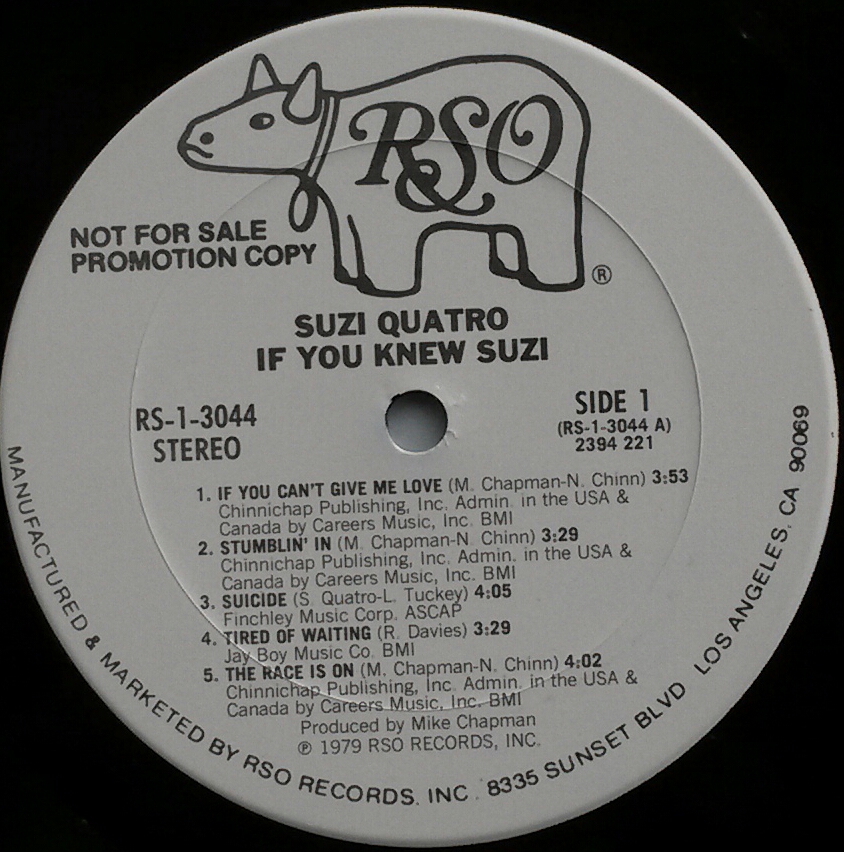 RSO
®
NOT FOR SALE
PROMOTION COPY
SUZI QUATRO
IF YOU KNEW SUZI
RS-1-3044
STEREO
SIDE 1
(RS-1-3044 A)
2394 221
1. IF YOU CAN'T GIVE ME LOVE (M. Chapman-N. Chinn) 3:53
Chinnichap Publishing, Inc. Admin. in the USA &
Canada by Careers Music, Inc. BMI
2. STUMBLIN' IN (M. Chapman-N. Chinn) 3:29
Chinnichap Publishing, Inc. Admin. in the USA &
Canada by Careers Music, Inc. BMI
3. SUICIDE (S. Quatro-L. Tuckey) 4:05
Finchley Music Corp. ASCAP
4. TIRED OF WAITING (R. Davies) 3:29
Jay Boy Music Co. BMI
5. THE RACE IS ON (M. Chapman-N. Chinn) 4:02
Chinnichap Publishing, Inc. Admin. in the USA &
Canada by Careers Music, Inc. BMI
Produced by Mike Chapman
℗ 1979 RSO RECORDS, INC.
MANUFACTURED & MARKETED BY RSO RECORDS, INC. 8335 SUNSET BLVD LOS ANGELES, CA 90069